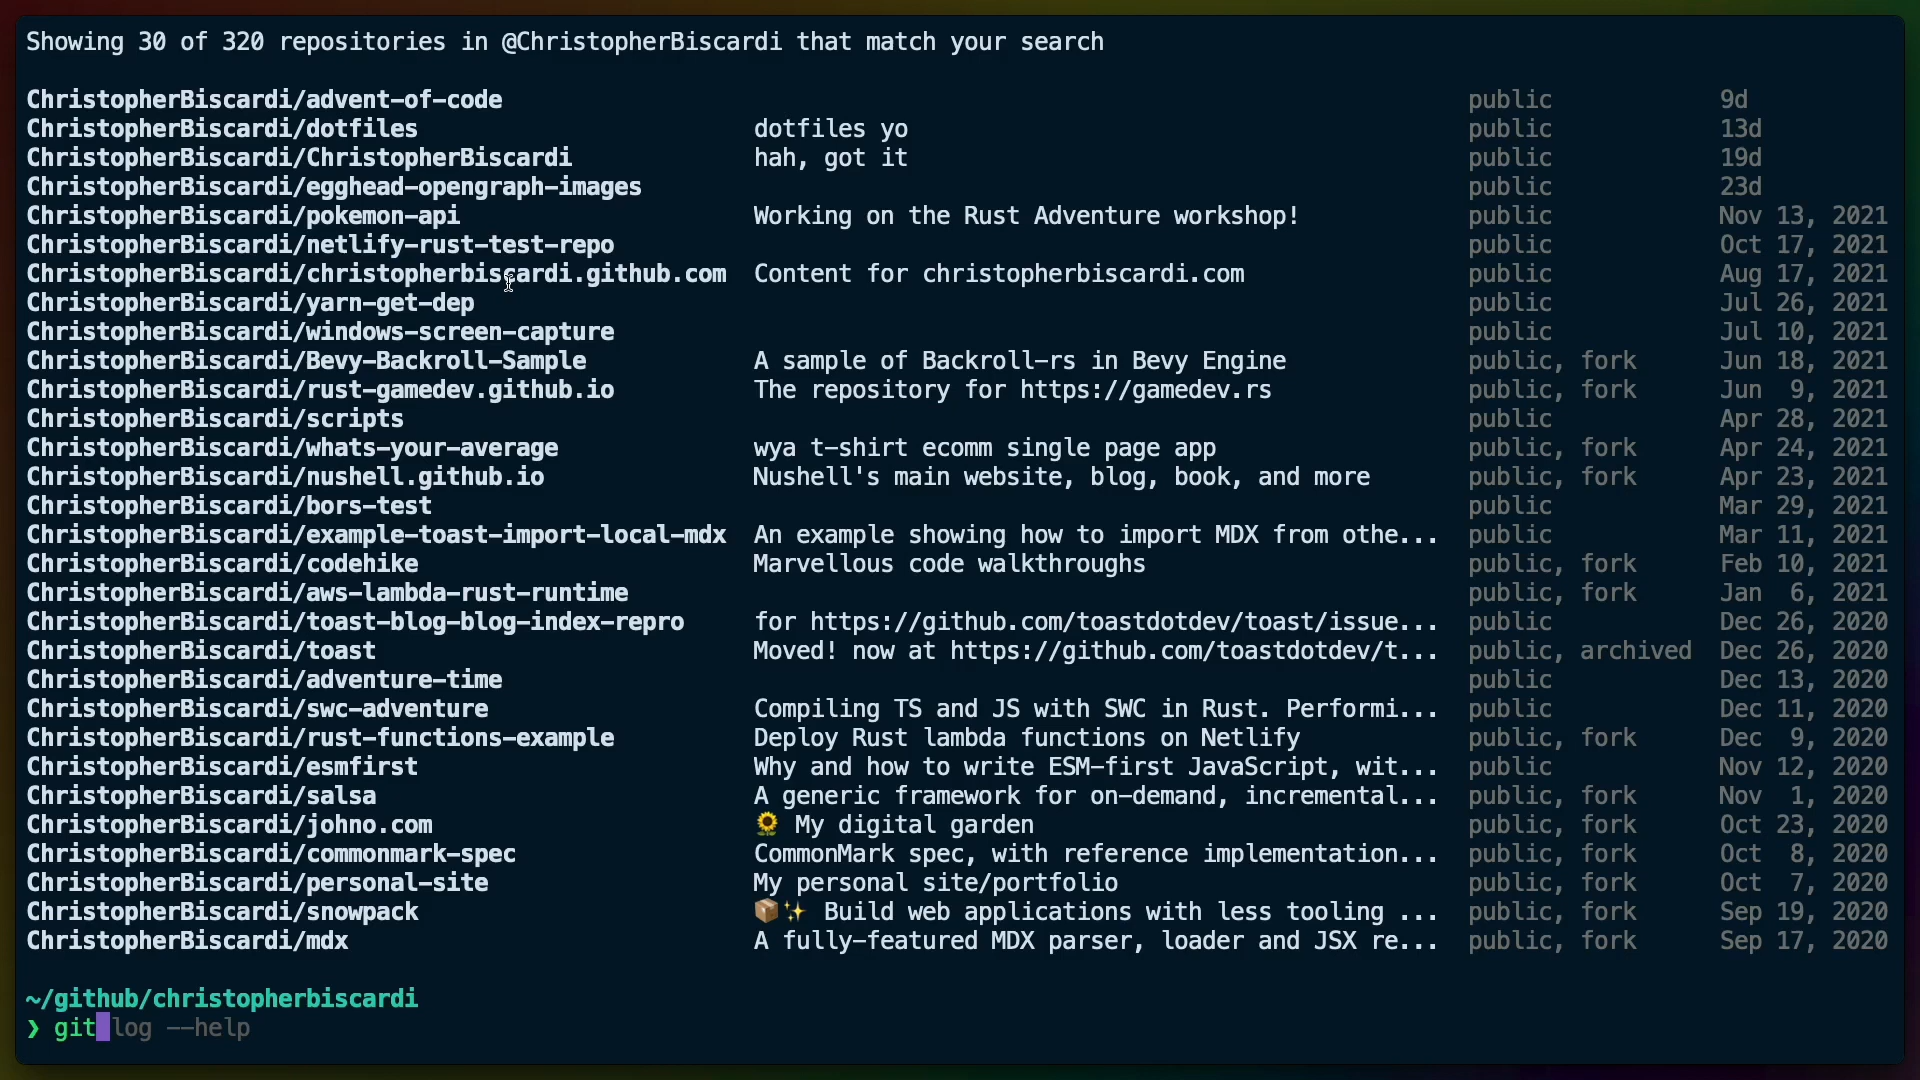 Showing 30 of 320 repositories in @ChristopherBiscardi that match your search
ChristopherBiscardi/advent-of-code public 9d
ChristopherBiscardi/dotfiles dotfiles yo public 13d
ChristopherBiscardi/ChristopherBiscardi hah, got it public 19d
ChristopherBiscardi/egghead-opengraph-images public 23d
ChristopherBiscardi/pokemon-api Working on the Rust Adventure workshop! public Nov 13, 2021
ChristopherBiscardi/netlify-rust-test-repo public Oct 17, 2021
ChristopherBiscardi/christopherbiscardi.github.com Content for christopherbiscardi.com public Aug 17, 2021
ChristopherBiscardi/yarn-get-dep public Jul 26, 2021
ChristopherBiscardi/windows-screen-capture public Jul 10, 2021
ChristopherBiscardi/Bevy-Backroll-Sample A sample of Backroll-rs in Bevy Engine public, fork Jun 18, 2021
ChristopherBiscardi/rust-gamedev.github.io The repository for https://gamedev.rs public, fork Jun 9, 2021
ChristopherBiscardi/scripts public Apr 28, 2021
ChristopherBiscardi/whats-your-average wya t-shirt ecomm single page app public, fork Apr 24, 2021
ChristopherBiscardi/nushell.github.io Nushell's main website, blog, book, and more public, fork Apr 23, 2021
ChristopherBiscardi/bors-test public Mar 29, 2021
ChristopherBiscardi/example-toast-import-local-mdx An example showing how to import MDX from othe... public Mar 11, 2021
ChristopherBiscardi/codehike Marvellous code walkthroughs public, fork Feb 10, 2021
ChristopherBiscardi/aws-lambda-rust-runtime public, fork Jan 6, 2021
ChristopherBiscardi/toast-blog-blog-index-repro for https://github.com/toastdotdev/toast/issue... public Dec 26, 2020
ChristopherBiscardi/toast Moved! now at https://github.com/toastdotdev/t... public, archived Dec 26, 2020
ChristopherBiscardi/adventure-time public Dec 13, 2020
ChristopherBiscardi/swc-adventure Compiling TS and JS with SWC in Rust. Performi... public Dec 11, 2020
ChristopherBiscardi/rust-functions-example Deploy Rust lambda functions on Netlify public, fork Dec 9, 2020
ChristopherBiscardi/esmfirst Why and how to write ESM-first JavaScript, wit... public Nov 12, 2020
ChristopherBiscardi/salsa A generic framework for on-demand, incremental... public, fork Nov 1, 2020
ChristopherBiscardi/johno.com 🌻 My digital garden public, fork Oct 23, 2020
ChristopherBiscardi/commonmark-spec CommonMark spec, with reference implementation... public, fork Oct 8, 2020
ChristopherBiscardi/personal-site My personal site/portfolio public, fork Oct 7, 2020
ChristopherBiscardi/snowpack 📦✨ Build web applications with less tooling ... public, fork Sep 19, 2020
ChristopherBiscardi/mdx A fully-featured MDX parser, loader and JSX re... public, fork Sep 17, 2020
~/github/christopherbiscardi
❯ git log --help